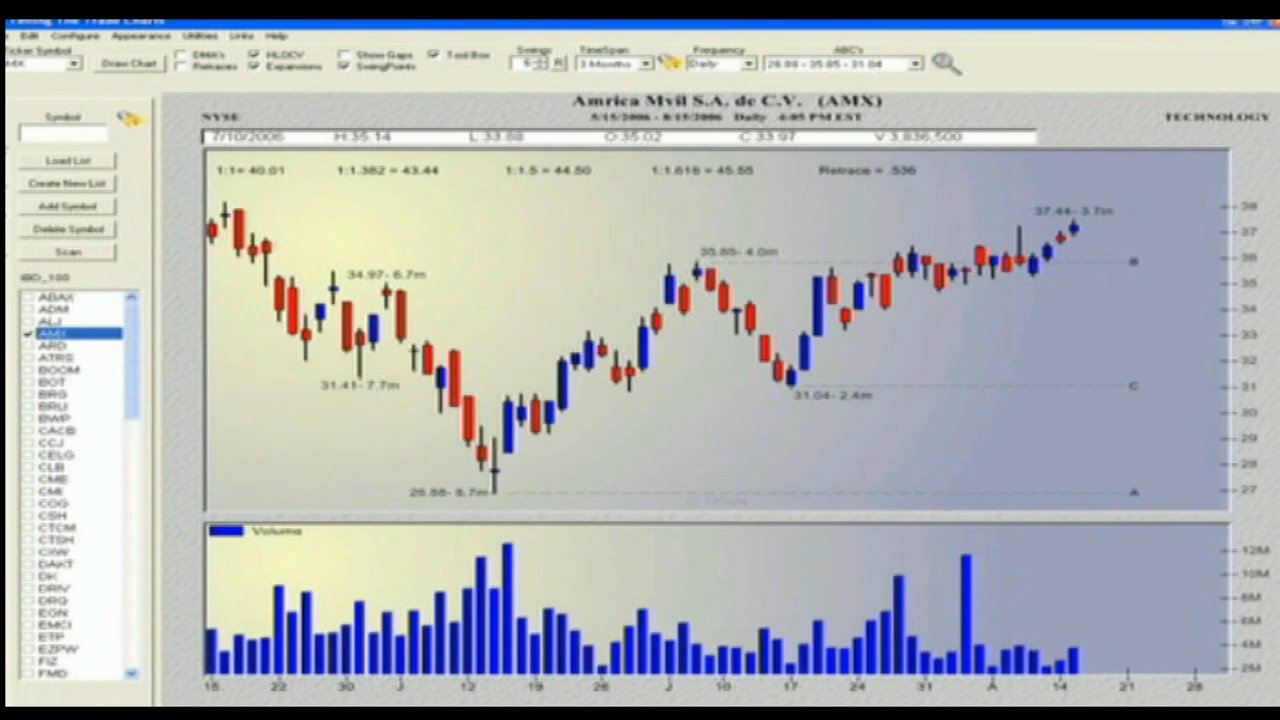 Edit Configure Appearance Utilities Links Help
Ticker Symbol
Draw Chart
DMA's
Retraces
HLOCV
Expansions
Show Gaps
SwingPoints
Tool Box
Swings
6
R
TimeSpan
3 Months
Frequency
Daily
ABC's
26.88 - 35.85 - 31.04
Symbol
Load List
Create New List
Add Symbol
Delete Symbol
Scan
IBD_100
ABAX
ADM
ALJ
AMX
ARD
ATRS
BOOM
BOT
BRG
BRLI
BWP
CACB
CCJ
CELG
CLB
CME
CMI
COG
CSH
CTCM
CTSH
CXW
DAKT
DK
DRIV
DRQ
EGN
EMCI
ETP
EZPW
FIZ
FMD
Amrica Mvil S.A. de C.V. (AMX)
NYSE
5/15/2006 - 8/15/2006 Daily 4:05 PM EST
TECHNOLOGY
7/10/2006 H:35.14 L:33.88 O:35.02 C:33.97 V:3,836,500
1:1= 40.01 1:1.382 = 43.44 1:1.5 = 44.50 1:1.618 = 45.55 Retrace = .536
37.44- 3.7m
35.85- 4.0m
34.97- 6.7m
31.41- 7.7m
31.04- 2.4m
26.88- 8.7m
B
C
A
38
37
36
35
34
33
32
31
30
29
28
27
Volume
12M
10M
8M
6M
4M
2M
15 22 30 J 12 19 26 J 10 17 24 31 A 14 21 28